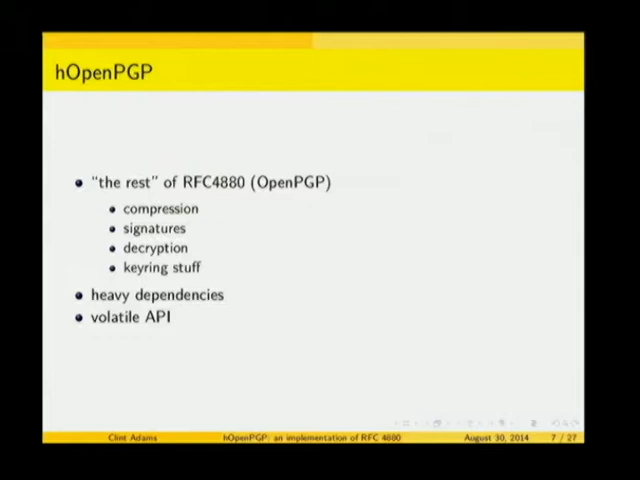 hOpenPGP
“the rest” of RFC4880 (OpenPGP)
compression
signatures
decryption
keyring stuff
heavy dependencies
volatile API
Clint Adams hOpenPGP: an implementation of RFC 4880 August 30, 2014 7 / 27